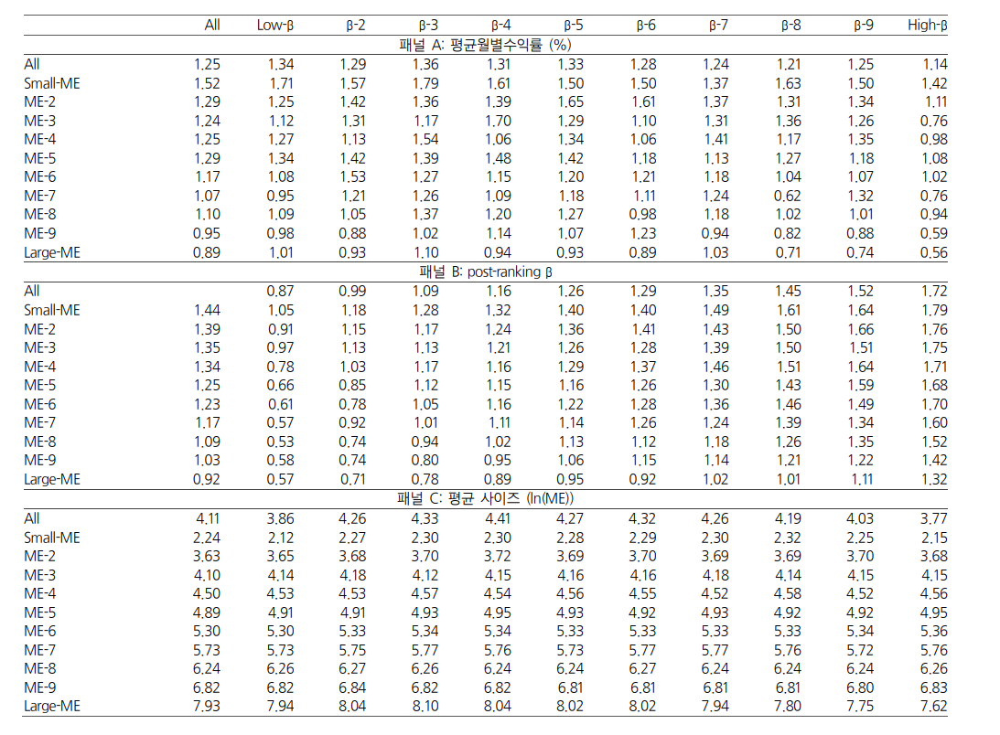 All Low-β β-2 β-3 β-4 β-5 β-6 β-7 β-8 β-9 High-β
패널 A: 평균월별수익률 (%)
All 1.25 1.34 1.29 1.36 1.31 1.33 1.28 1.24 1.21 1.25 1.14
Small-ME 1.52 1.71 1.57 1.79 1.61 1.50 1.50 1.37 1.63 1.50 1.42
ME-2 1.29 1.25 1.42 1.36 1.39 1.65 1.61 1.37 1.31 1.34 1.11
ME-3 1.24 1.12 1.31 1.17 1.70 1.29 1.10 1.31 1.36 1.26 0.76
ME-4 1.25 1.27 1.13 1.54 1.06 1.34 1.06 1.41 1.17 1.35 0.98
ME-5 1.29 1.34 1.42 1.39 1.48 1.42 1.18 1.13 1.27 1.18 1.08
ME-6 1.17 1.08 1.53 1.27 1.15 1.20 1.21 1.18 1.04 1.07 1.02
ME-7 1.07 0.95 1.21 1.26 1.09 1.18 1.11 1.24 0.62 1.32 0.76
ME-8 1.10 1.09 1.05 1.37 1.20 1.27 0.98 1.18 1.02 1.01 0.94
ME-9 0.95 0.98 0.88 1.02 1.14 1.07 1.23 0.94 0.82 0.88 0.59
Large-ME 0.89 1.01 0.93 1.10 0.94 0.93 0.89 1.03 0.71 0.74 0.56
패널 B: post-ranking β
All 0.87 0.99 1.09 1.16 1.26 1.29 1.35 1.45 1.52 1.72
Small-ME 1.44 1.05 1.18 1.28 1.32 1.40 1.40 1.49 1.61 1.64 1.79
ME-2 1.39 0.91 1.15 1.17 1.24 1.36 1.41 1.43 1.50 1.66 1.76
ME-3 1.35 0.97 1.13 1.13 1.21 1.26 1.28 1.39 1.50 1.51 1.75
ME-4 1.34 0.78 1.03 1.17 1.16 1.29 1.37 1.46 1.51 1.64 1.71
ME-5 1.25 0.66 0.85 1.12 1.15 1.16 1.26 1.30 1.43 1.59 1.68
ME-6 1.23 0.61 0.78 1.05 1.16 1.22 1.28 1.36 1.46 1.49 1.70
ME-7 1.17 0.57 0.92 1.01 1.11 1.14 1.26 1.24 1.39 1.34 1.60
ME-8 1.09 0.53 0.74 0.94 1.02 1.13 1.12 1.18 1.26 1.35 1.52
ME-9 1.03 0.58 0.74 0.80 0.95 1.06 1.15 1.14 1.21 1.22 1.42
Large-ME 0.92 0.57 0.71 0.78 0.89 0.95 0.92 1.02 1.01 1.11 1.32
패널 C: 평균 사이즈 (ln(ME))
All 4.11 3.86 4.26 4.33 4.41 4.27 4.32 4.26 4.19 4.03 3.77
Small-ME 2.24 2.12 2.27 2.30 2.30 2.28 2.29 2.30 2.32 2.25 2.15
ME-2 3.63 3.65 3.68 3.70 3.72 3.69 3.70 3.69 3.69 3.70 3.68
ME-3 4.10 4.14 4.18 4.12 4.15 4.16 4.16 4.18 4.14 4.15 4.15
ME-4 4.50 4.53 4.53 4.57 4.54 4.56 4.55 4.52 4.58 4.52 4.56
ME-5 4.89 4.91 4.91 4.93 4.95 4.93 4.92 4.93 4.92 4.92 4.95
ME-6 5.30 5.30 5.33 5.34 5.34 5.33 5.33 5.33 5.33 5.34 5.36
ME-7 5.73 5.73 5.75 5.77 5.76 5.73 5.77 5.77 5.76 5.72 5.76
ME-8 6.24 6.26 6.27 6.26 6.24 6.24 6.27 6.24 6.24 6.24 6.26
ME-9 6.82 6.82 6.84 6.82 6.82 6.81 6.81 6.81 6.81 6.80 6.83
Large-ME 7.93 7.94 8.04 8.10 8.04 8.02 8.02 7.94 7.80 7.75 7.62